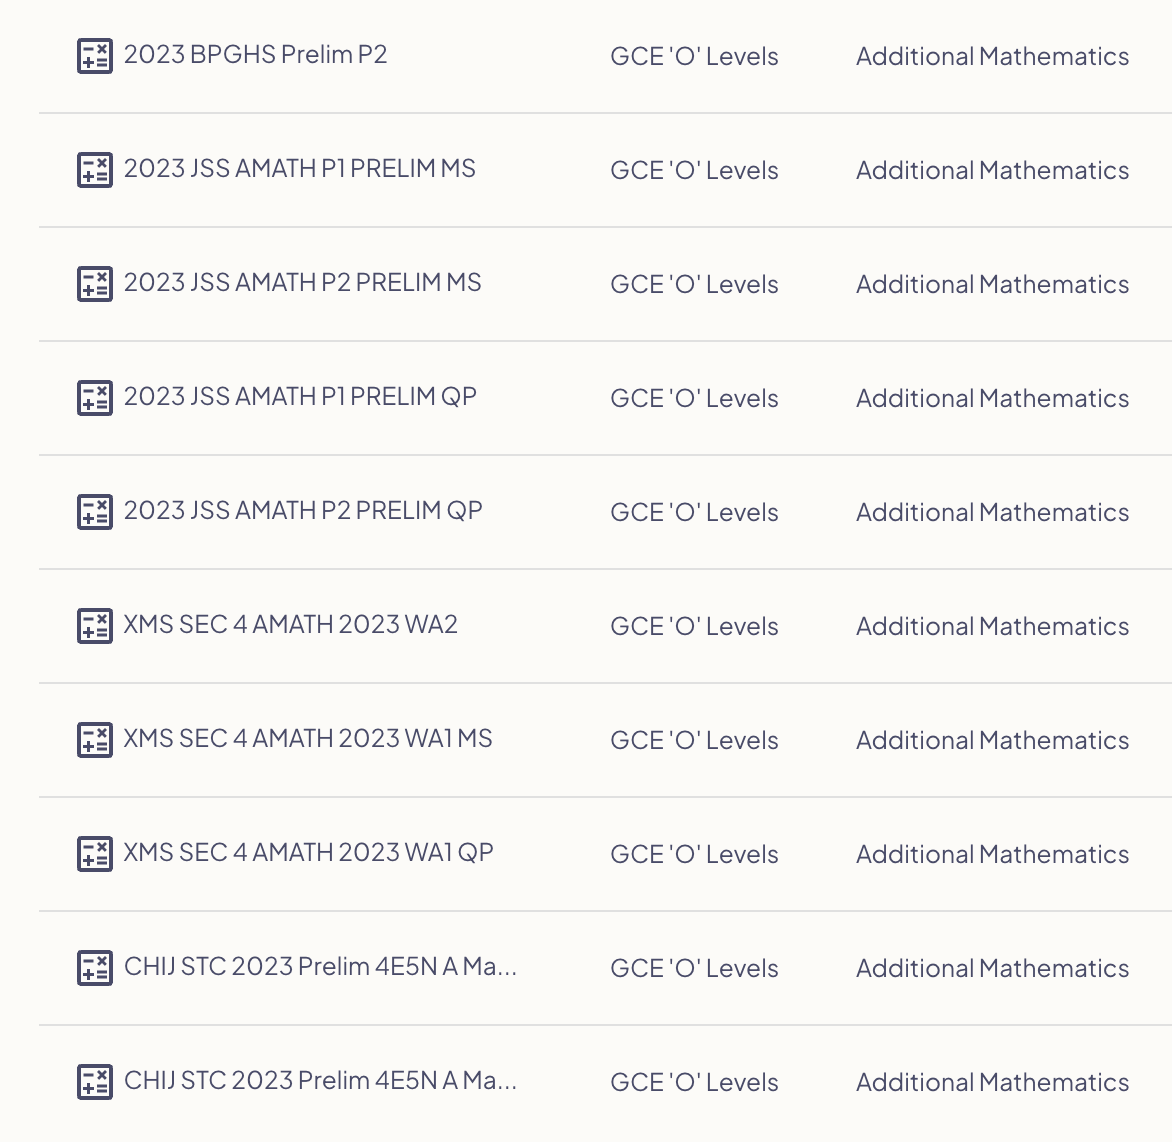 2023 BPGHS Prelim P2 GCE 'O' Levels Additional Mathematics
2023 JSS AMATH P1 PRELIM MS GCE 'O' Levels Additional Mathematics
2023 JSS AMATH P2 PRELIM MS GCE 'O' Levels Additional Mathematics
2023 JSS AMATH P1 PRELIM QP GCE 'O' Levels Additional Mathematics
2023 JSS AMATH P2 PRELIM QP GCE 'O' Levels Additional Mathematics
XMS SEC 4 AMATH 2023 WA2 GCE 'O' Levels Additional Mathematics
XMS SEC 4 AMATH 2023 WA1 MS GCE 'O' Levels Additional Mathematics
XMS SEC 4 AMATH 2023 WA1 QP GCE 'O' Levels Additional Mathematics
CHIJ STC 2023 Prelim 4E5N A Ma... GCE 'O' Levels Additional Mathematics
CHIJ STC 2023 Prelim 4E5N A Ma... GCE 'O' Levels Additional Mathematics